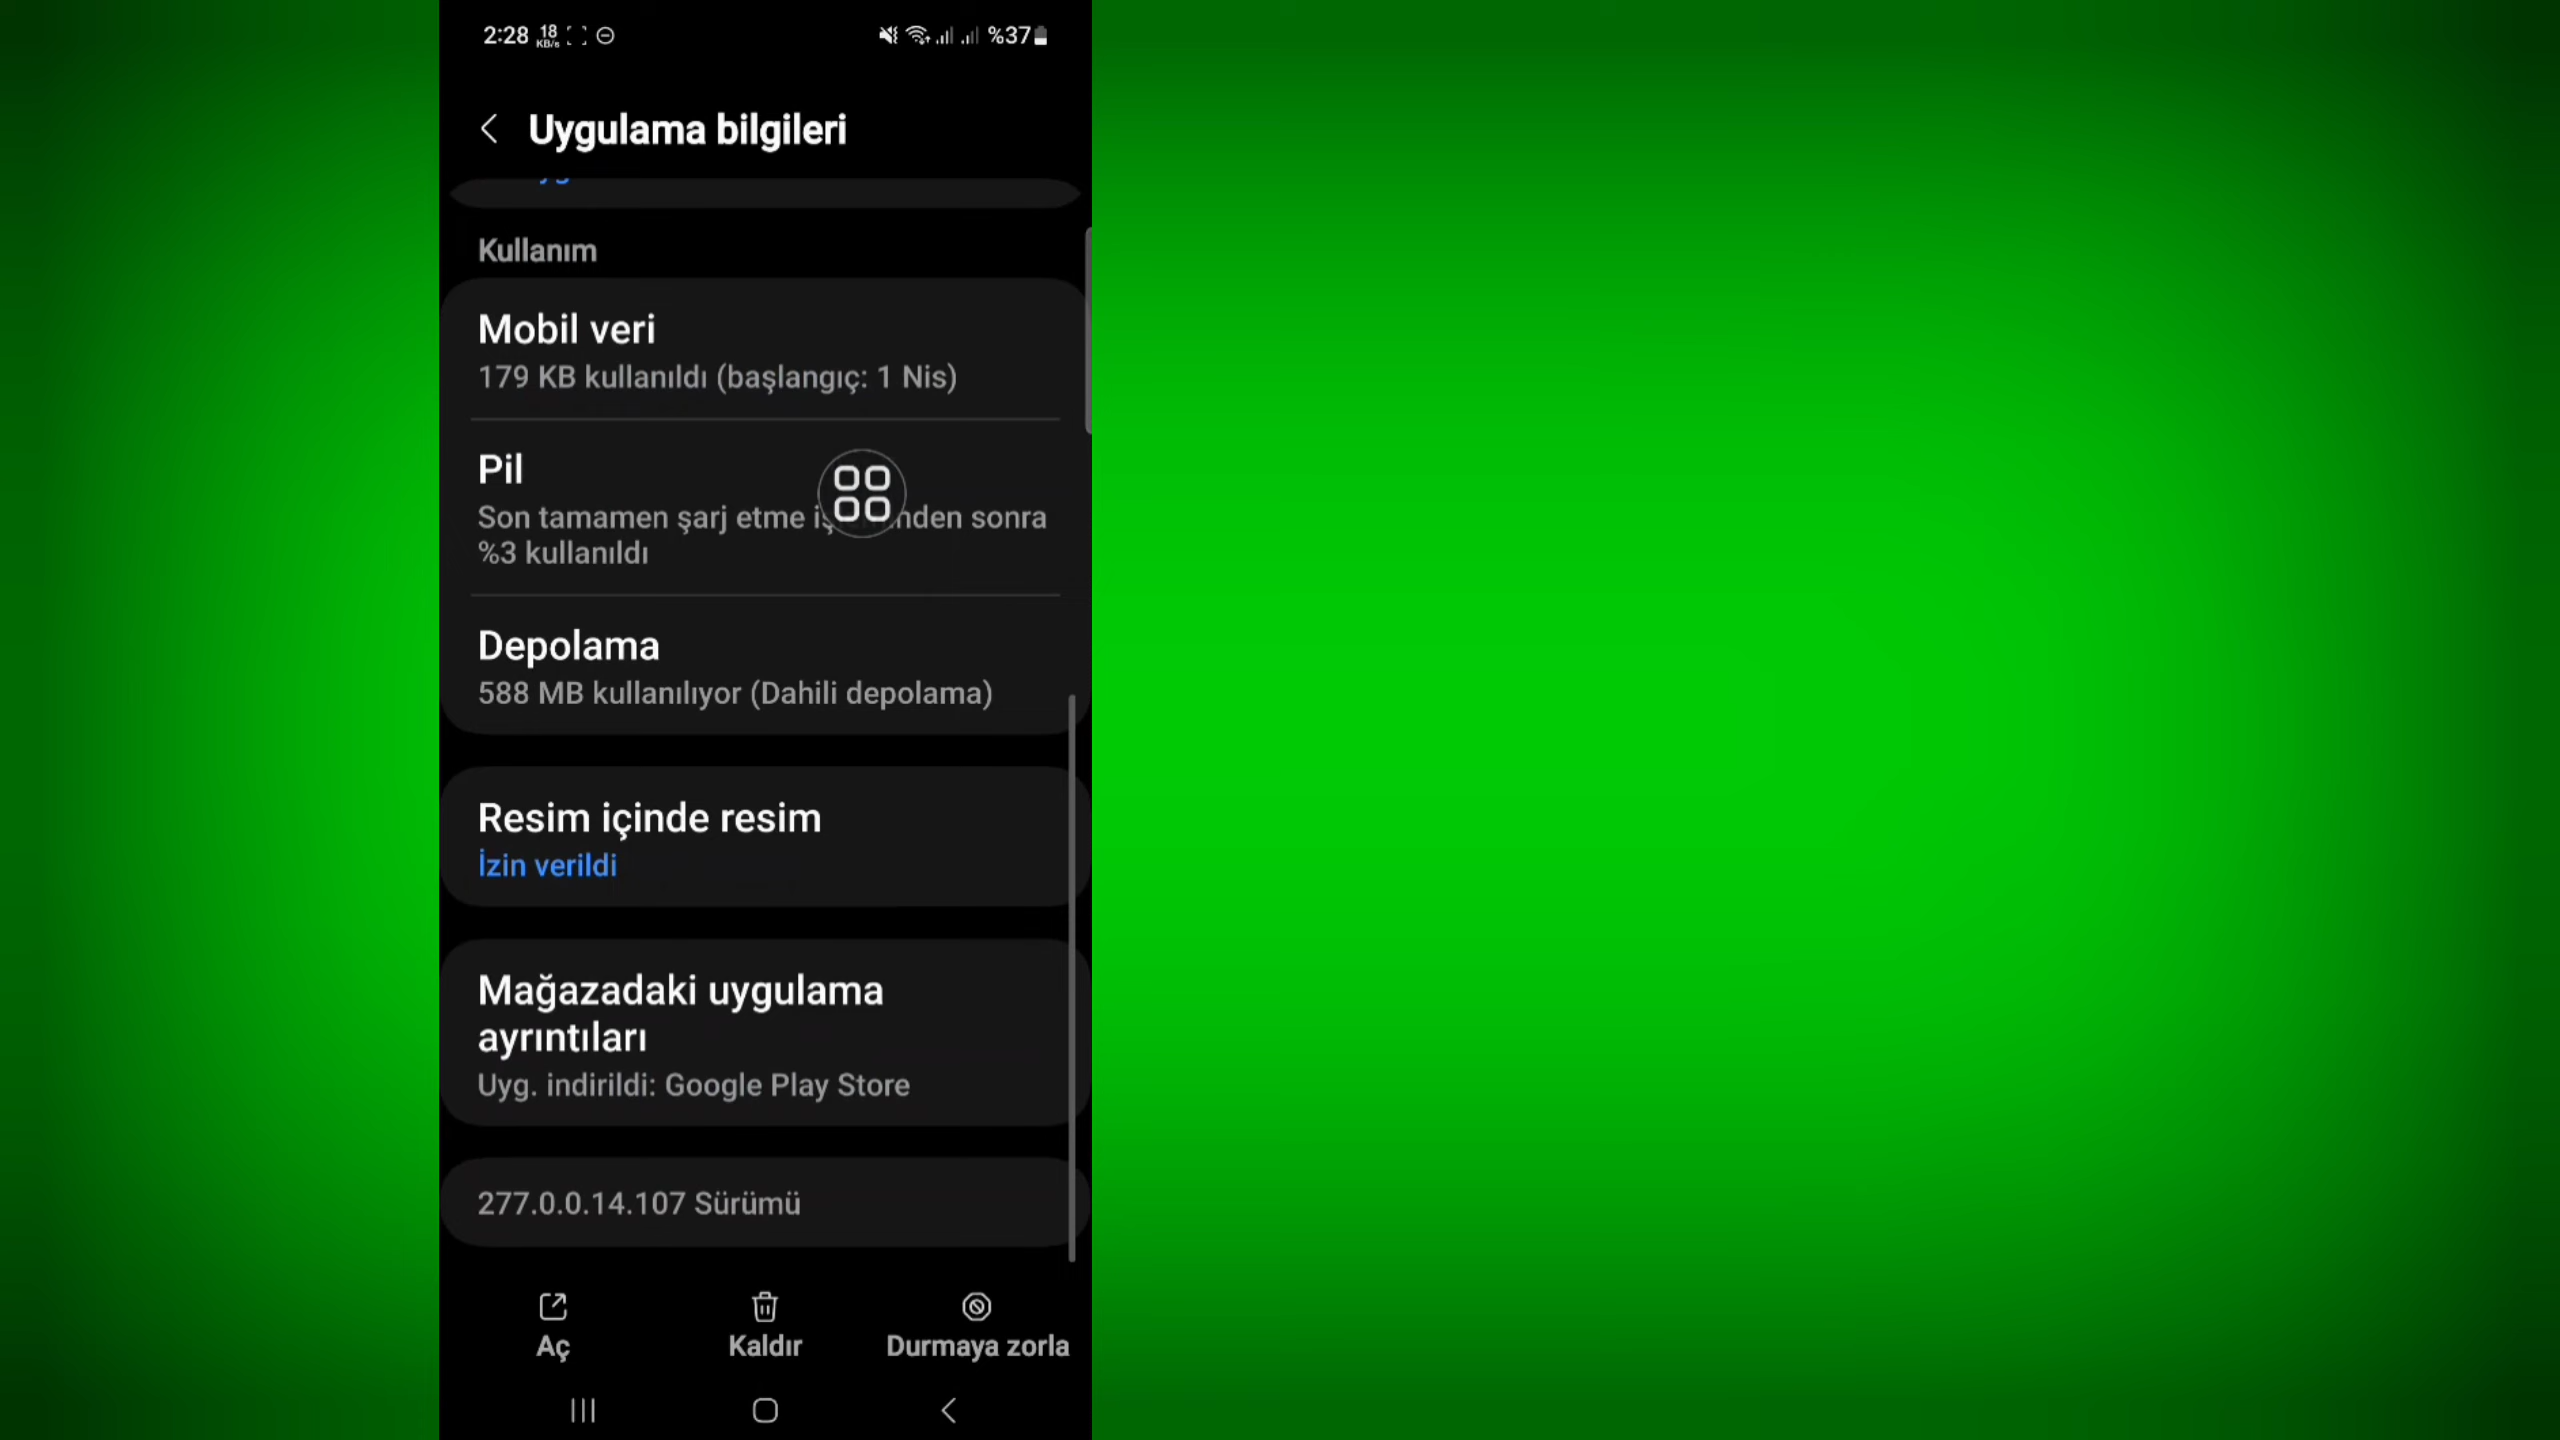 2:28 18 KB/s %37
Uygulama bilgileri
Kullanım
Mobil veri
179 KB kullanıldı (başlangıç: 1 Nis)
Pil
Son tamamen şarj etme sonra
%3 kullanıldı
Depolama
588 MB kullanılıyor (Dahili depolama)
Resim içinde resim
İzin verildi
Mağazadaki uygulama
ayrıntıları
Uyg. indirildi: Google Play Store
277.0.0.14.107 Sürümü
Aç Kaldır Durmaya zorla